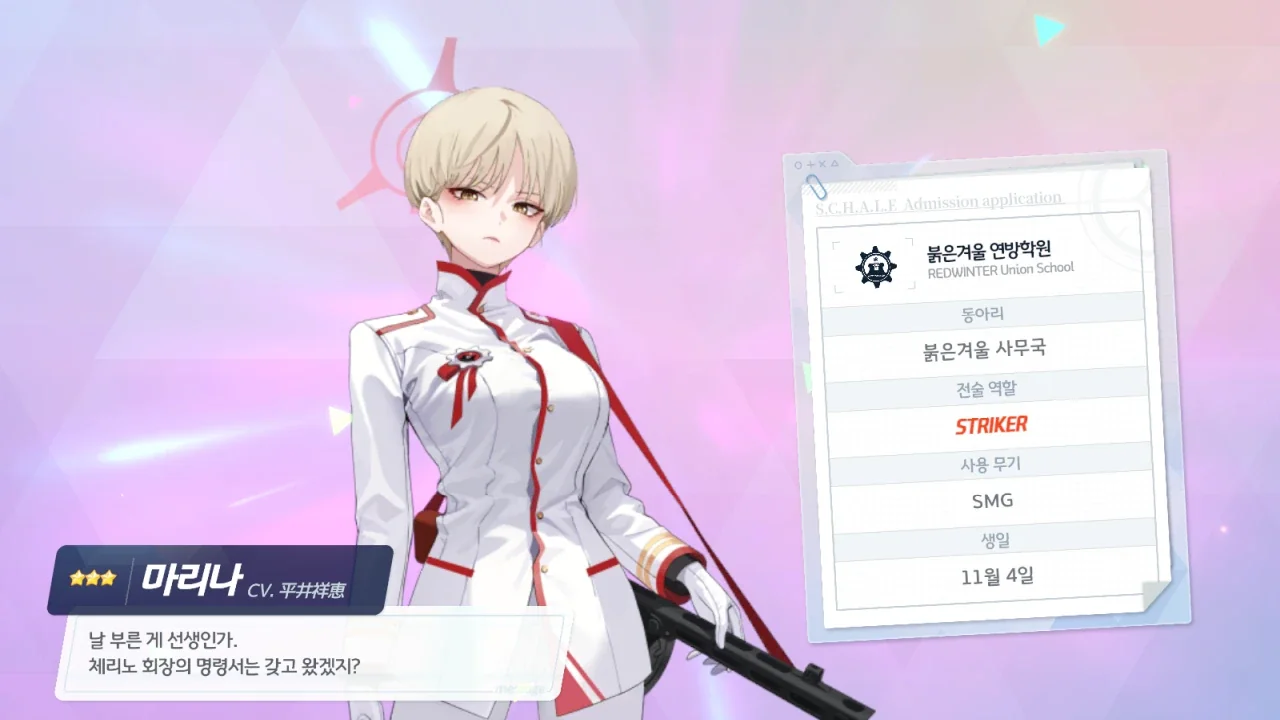 S.C.H.A.L.E Admission application
붉은겨울 연방학원
REDWINTER Union School
동아리
붉은겨울 사무국
전술 역할
STRIKER
사용 무기
SMG
생일
11월 4일
마리나 CV. 平井祥恵
날 부른 게 선생인가.
체리노 회장의 명령서는 갖고 왔겠지?